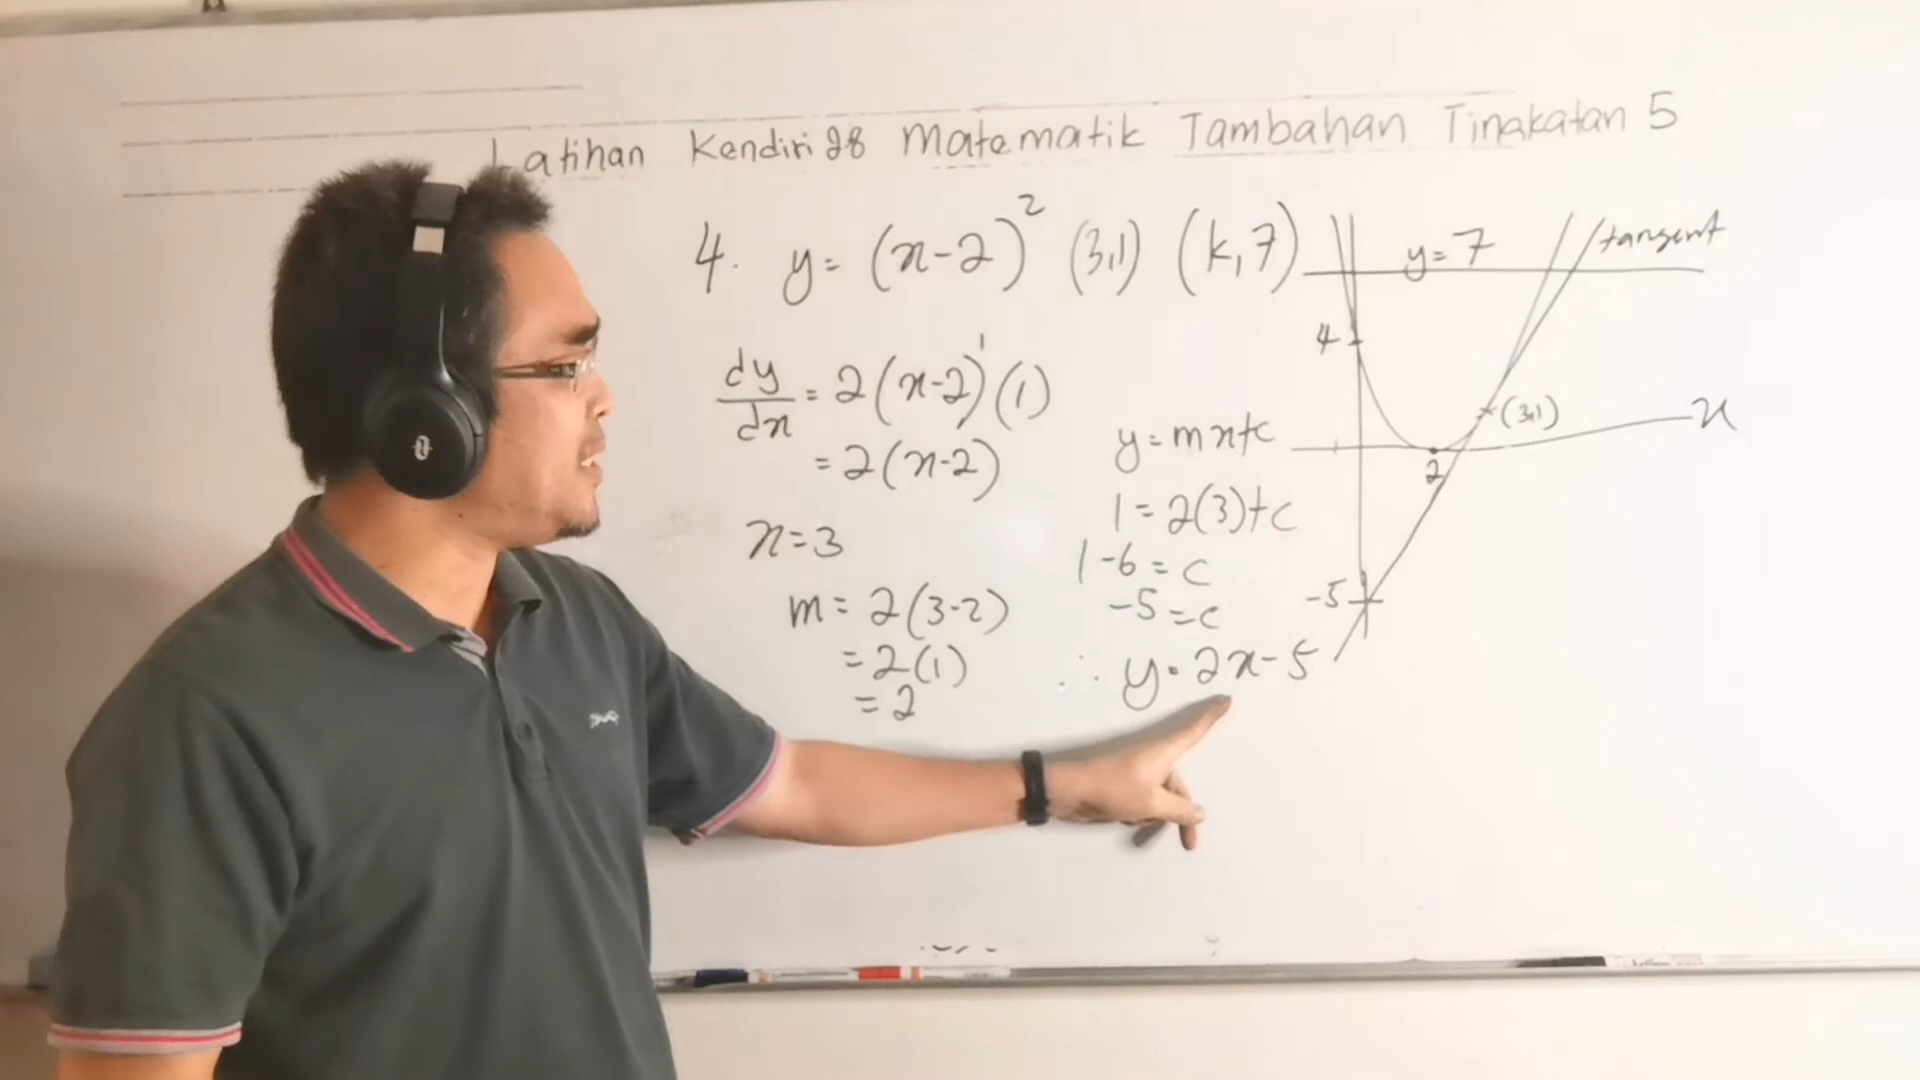 Latihan Kendiri 28 Matematik Tambahan Tinakatan 5
4. y = (x-2)² (3,1) (k,7)
dy/dx = 2(x-2)¹(1)
= 2(x-2)
x=3
m = 2(3-2)
= 2(1)
= 2
y = mx+c
1 = 2(3)+c
1-6 = c
-5 = c
∴ y = 2x-5
y = 7
tangent
4
(3,1)
x
2
-5